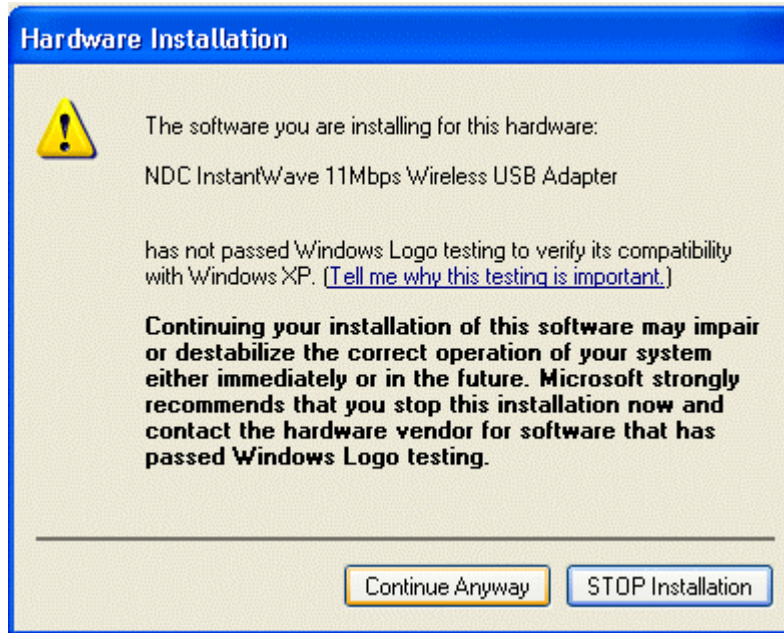 Hardware Installation
The software you are installing for this hardware:
NDC InstantWave 11Mbps Wireless USB Adapter
has not passed Windows Logo testing to verify its compatibility
with Windows XP. (Tell me why this testing is important.)
Continuing your installation of this software may impair
or destabilize the correct operation of your system
either immediately or in the future. Microsoft strongly
recommends that you stop this installation now and
contact the hardware vendor for software that has
passed Windows Logo testing.
Continue Anyway STOP Installation